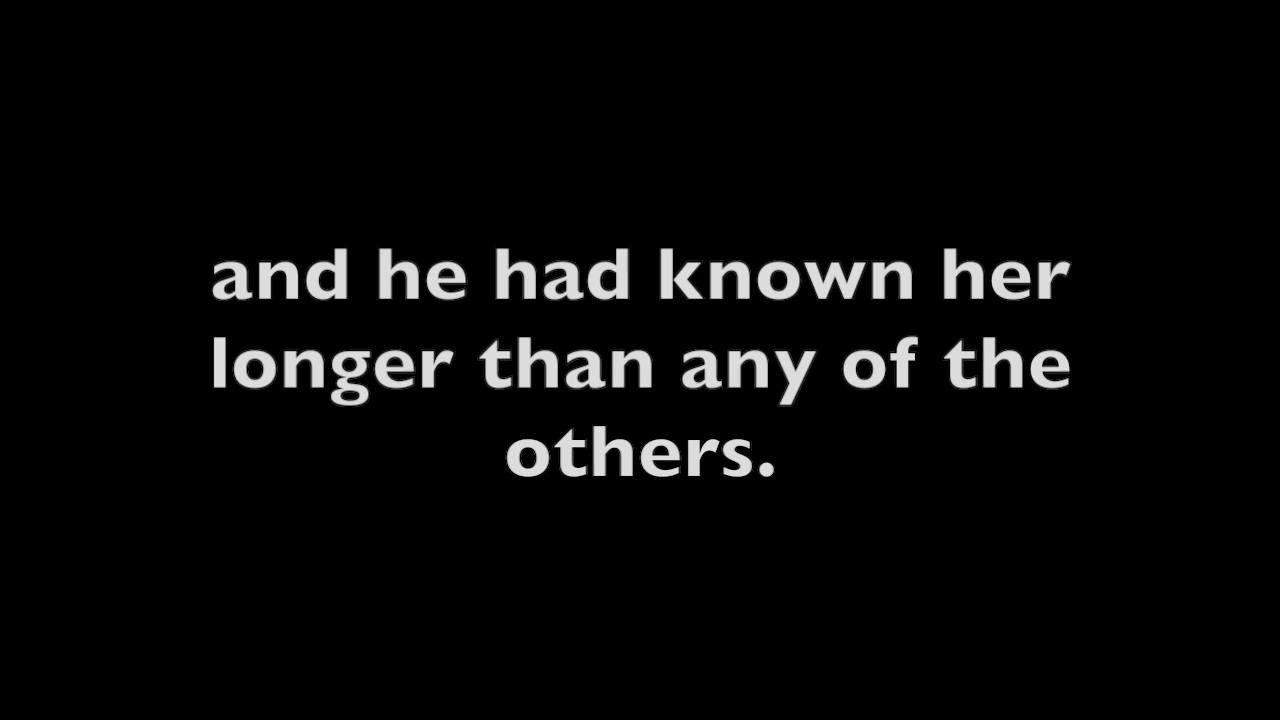 and he had known her
longer than any of the
others.